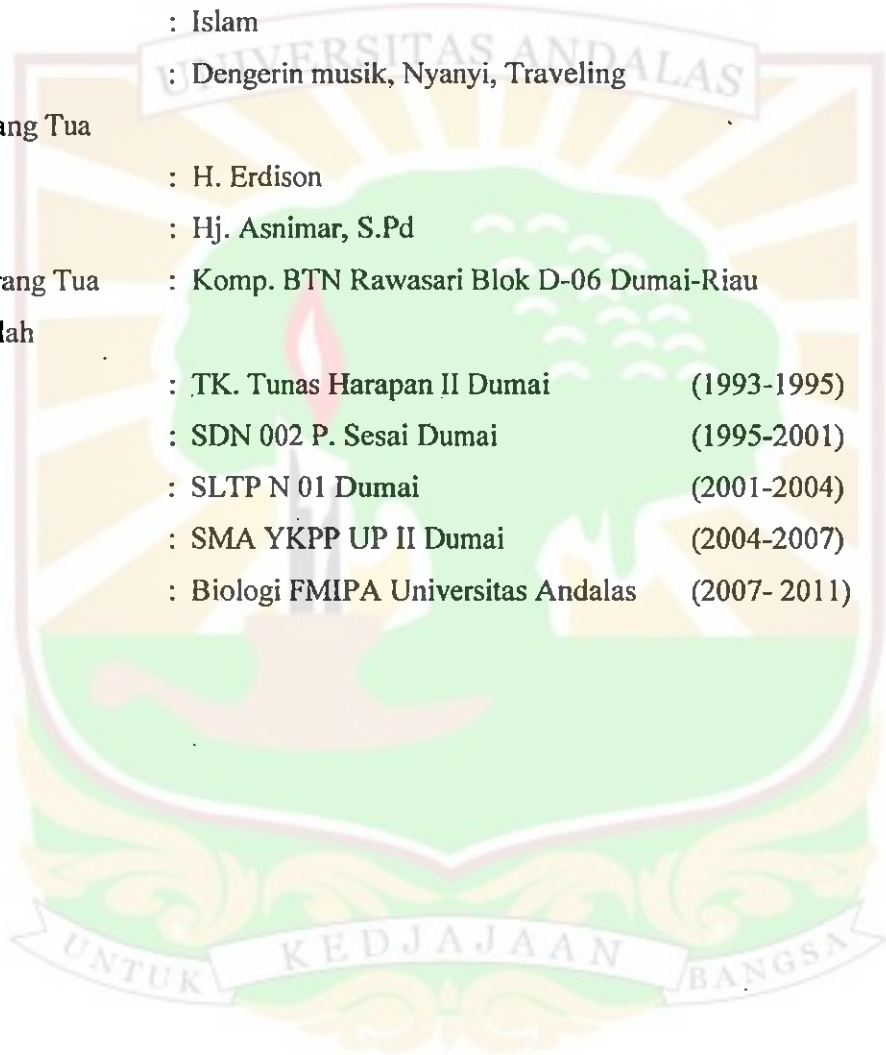 : Islam
UNIVERSITAS ANDALAS
: Dengerin musik, Nyanyi, Traveling
ang Tua
: H. Erdison
: Hj. Asnimar, S.Pd
rang Tua : Komp. BTN Rawasari Blok D-06 Dumai-Riau
lah
: TK. Tunas Harapan II Dumai (1993-1995)
: SDN 002 P. Sesai Dumai (1995-2001)
: SLTP N 01 Dumai (2001-2004)
: SMA YKPP UP II Dumai (2004-2007)
: Biologi FMIPA Universitas Andalas (2007- 2011)
UNTUK KEDJAJAAN BANGSA